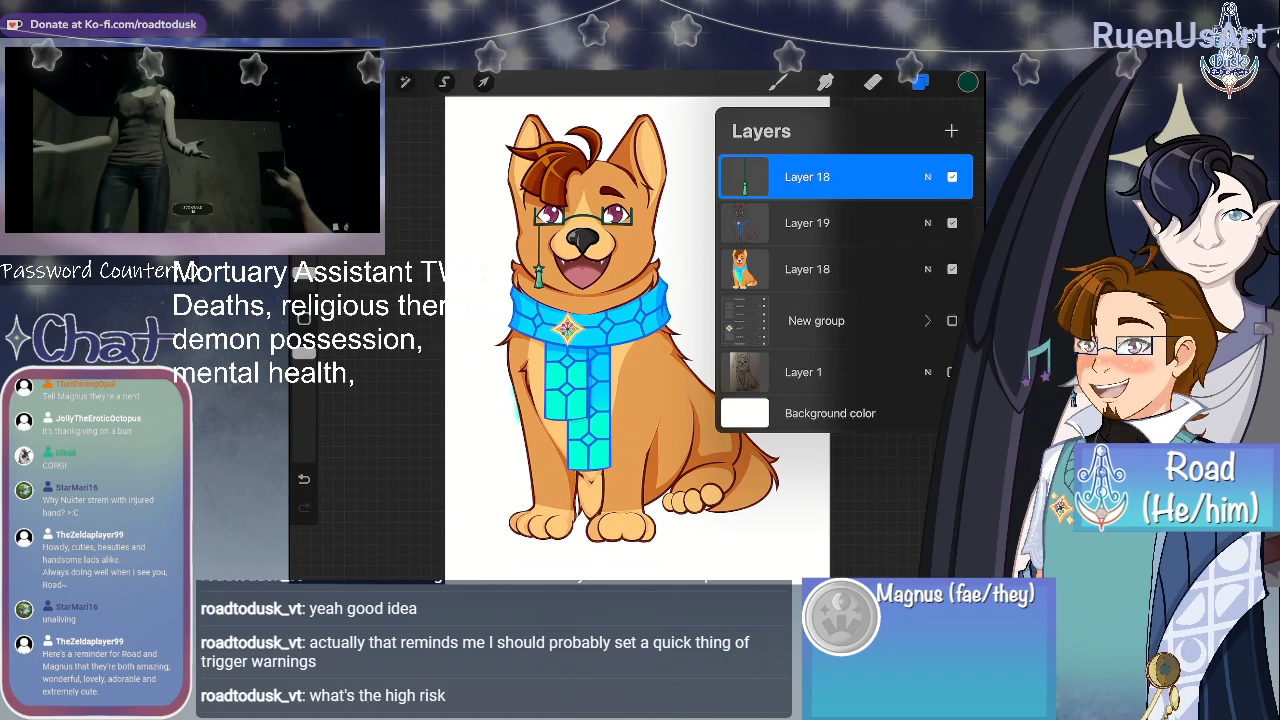 Donate at Ko-fi.com/roadtodusk
RuenUsArt
Dusk
Layers
Layer 18
N
Layer 19
N
Layer 18
N
New group
Layer 1
N
Background color
Password Counter
Mortuary Assistant TW:
Deaths, religious them
demon possession,
mental health,
Chat
TheShiningOpal
Tell Magnus they're a nerd
JollyTheEroticOctopus
it's thankgiving on a bun
CORGI
StarMari16
Why Nukter strem with injured
hand? >:C
TheZeldaplayer99
Howdy, cuties, beauties and
handsome lads alike.
Always doing well when I see you,
Road~
StarMari16
unaliving
TheZeldaplayer99
Here's a reminder for Road and
Magnus that they're both amazing,
wonderful, lovely, adorable and
extremely cute.
roadtodusk_vt: yeah good idea
roadtodusk_vt: actually that reminds me I should probably set a quick thing of
trigger warnings
roadtodusk_vt: what's the high risk
Road
(He/him)
Magnus (fae/they)